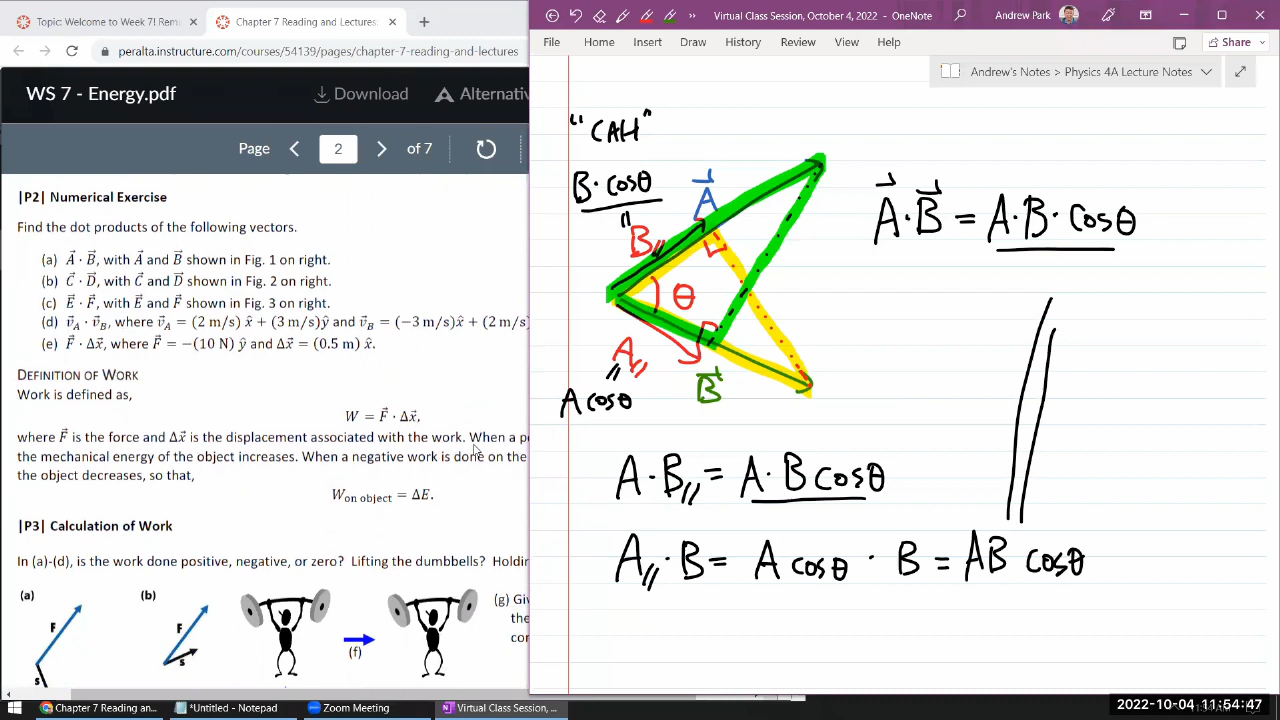 Topic: Welcome to Week 7! Remi
Chapter 7 Reading and Lectures:
peralta.instructure.com/courses/54139/pages/chapter-7-reading-and-lectures
WS 7 - Energy.pdf
Download
Alternativ
Page 2 of 7
|P2| Numerical Exercise
Find the dot products of the following vectors.
(a) A⃗ · B⃗, with A⃗ and B⃗ shown in Fig. 1 on right.
(b) C⃗ · D⃗, with C⃗ and D⃗ shown in Fig. 2 on right.
(c) E⃗ · F⃗, with E⃗ and F⃗ shown in Fig. 3 on right.
(d) v⃗A · v⃗B, where v⃗A = (2 m/s) x̂ + (3 m/s)ŷ and v⃗B = (−3 m/s)x̂ + (2 m/s
(e) F⃗ · Δx⃗, where F⃗ = −(10 N) ŷ and Δx⃗ = (0.5 m) x̂.
DEFINITION OF WORK
Work is defined as,
W = F⃗ · Δx⃗,
where F⃗ is the force and Δx⃗ is the displacement associated with the work. When a p
the mechanical energy of the object increases. When a negative work is done on the
the object decreases, so that,
Won object = ΔE.
|P3| Calculation of Work
In (a)-(d), is the work done positive, negative, or zero? Lifting the dumbbells? Holdin
(a)
F
s
(b)
F
s
(f)
(g) Giv
the
cor
Virtual Class Session, October 4, 2022 - OneNote
Andrew Park
File Home Insert Draw History Review View Help
Share
Andrew's Notes > Physics 4A Lecture Notes
"CAH"
B·cosθ
"
B//
A⃗
θ
A//
"
A cosθ
B⃗
A⃗·B⃗ = A·B·cosθ
A·B// = A·B cosθ
A//·B = A cosθ · B = AB cosθ
Chapter 7 Reading an...
*Untitled - Notepad
Zoom Meeting
Virtual Class Session,...
2022-10-04 11:54:47